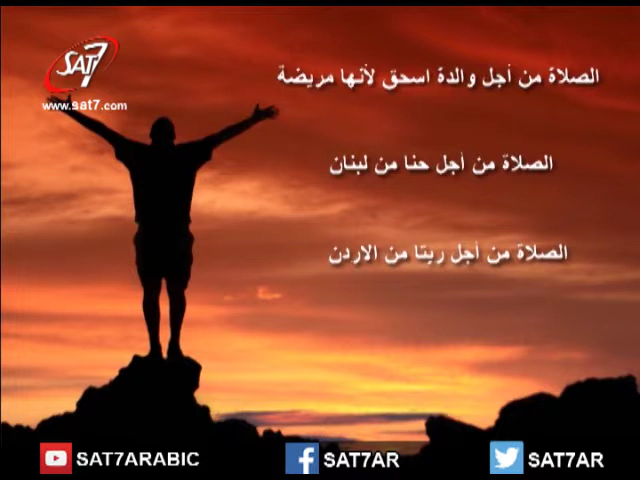 SAT7
www.sat7.com
الصلاة من أجل والدة اسحق لأنها مريضة
الصلاة من أجل حنا من لبنان
الصلاة من أجل ريتا من الاردن
SAT7ARABIC
SAT7AR
SAT7AR